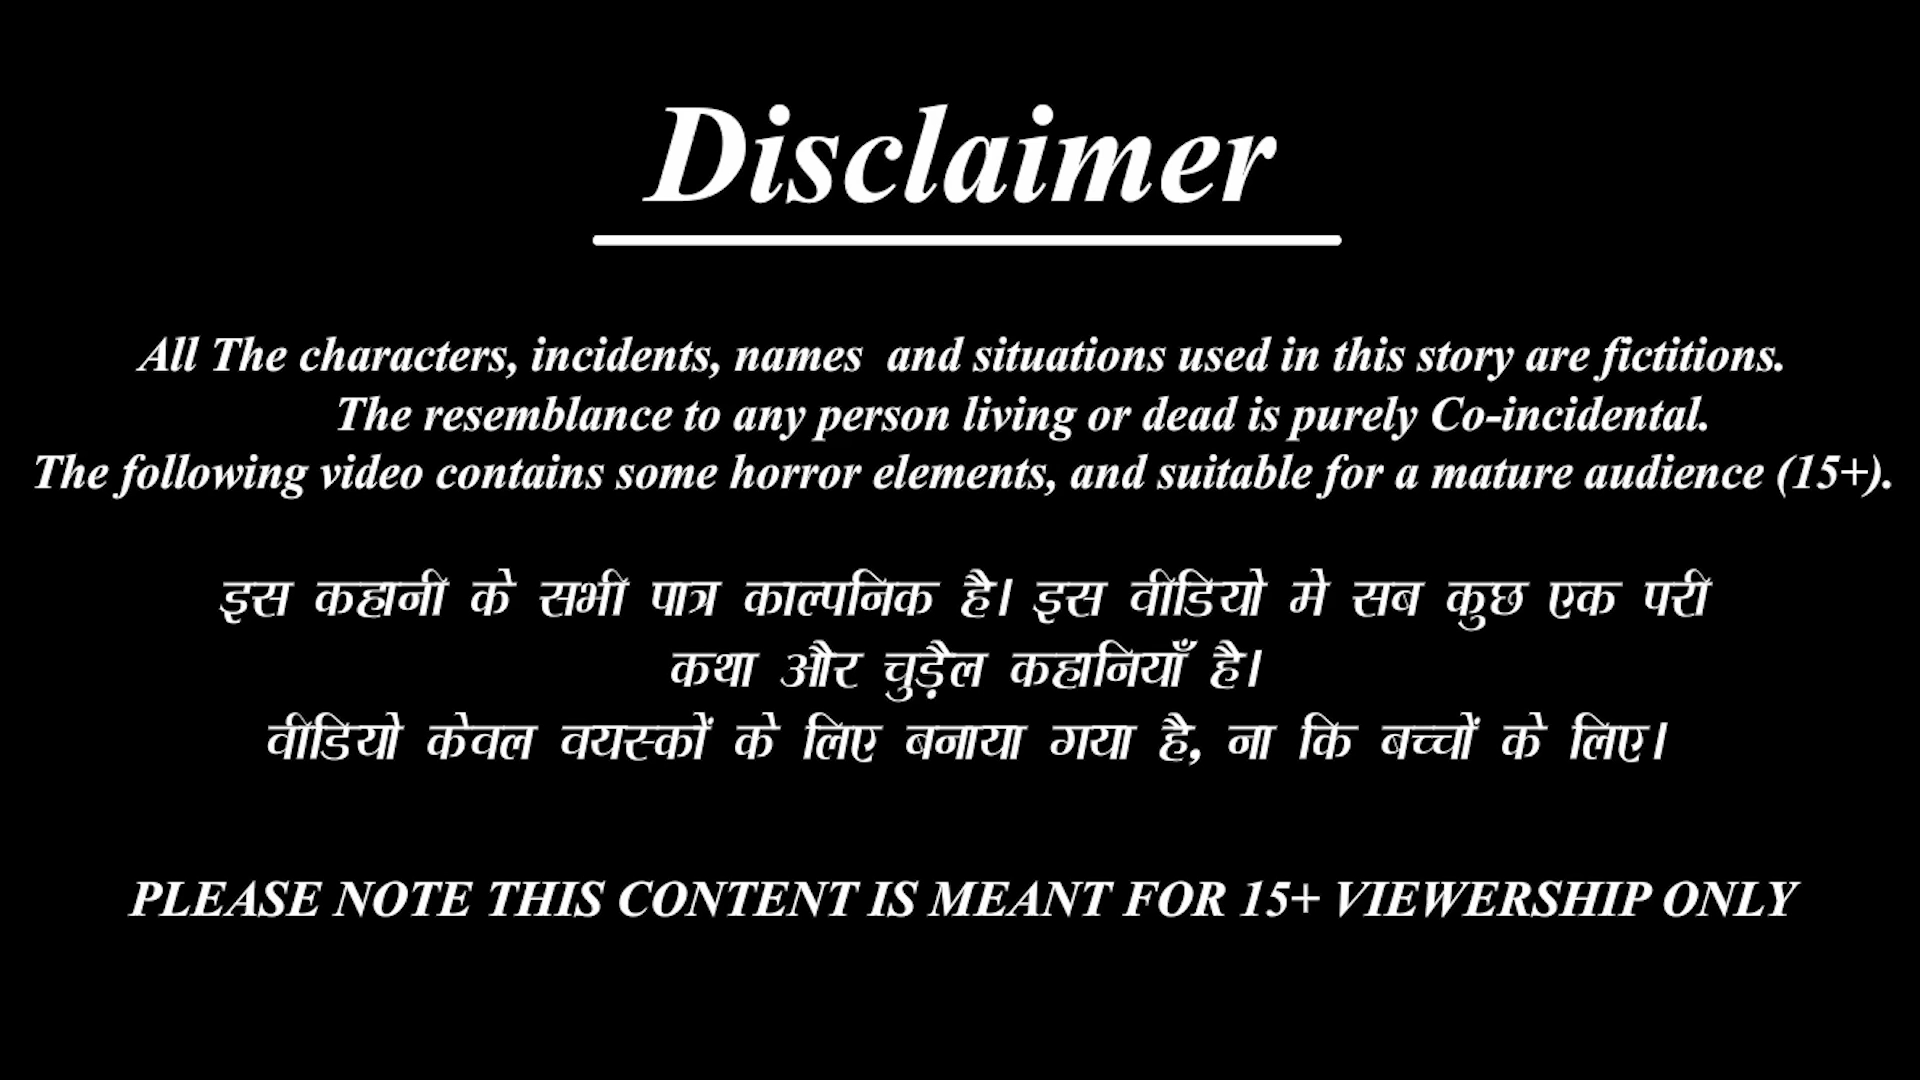 Disclaimer
All The characters, incidents, names and situations used in this story are fictitions.
The resemblance to any person living or dead is purely Co-incidental.
The following video contains some horror elements, and suitable for a mature audience (15+).
इस कहानी के सभी पात्र काल्पनिक है। इस वीडियो मे सब कुछ एक परी
कथा और चुड़ैल कहानियाँ है।
वीडियो केवल वयस्कों के लिए बनाया गया है, ना कि बच्चों के लिए।
PLEASE NOTE THIS CONTENT IS MEANT FOR 15+ VIEWERSHIP ONLY